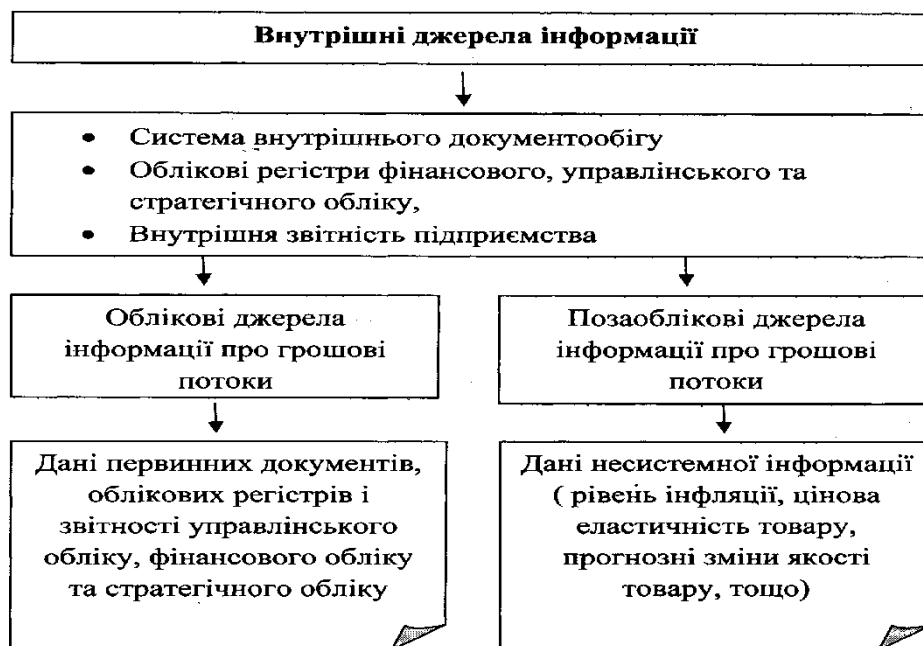 Внутрішні джерела інформації
• Система внутрішнього документообігу
• Облікові регістри фінансового, управлінського та
стратегічного обліку,
• Внутрішня звітність підприємства
Облікові джерела
інформації про грошові
потоки
Позаоблікові джерела
інформації про грошові
потоки
Дані первинних документів,
облікових регістрів і
звітності управлінського
обліку, фінансового обліку
та стратегічного обліку
Дані несистемної інформації
( рівень інфляції, цінова
еластичність товару,
прогнозні зміни якості
товару, тощо)